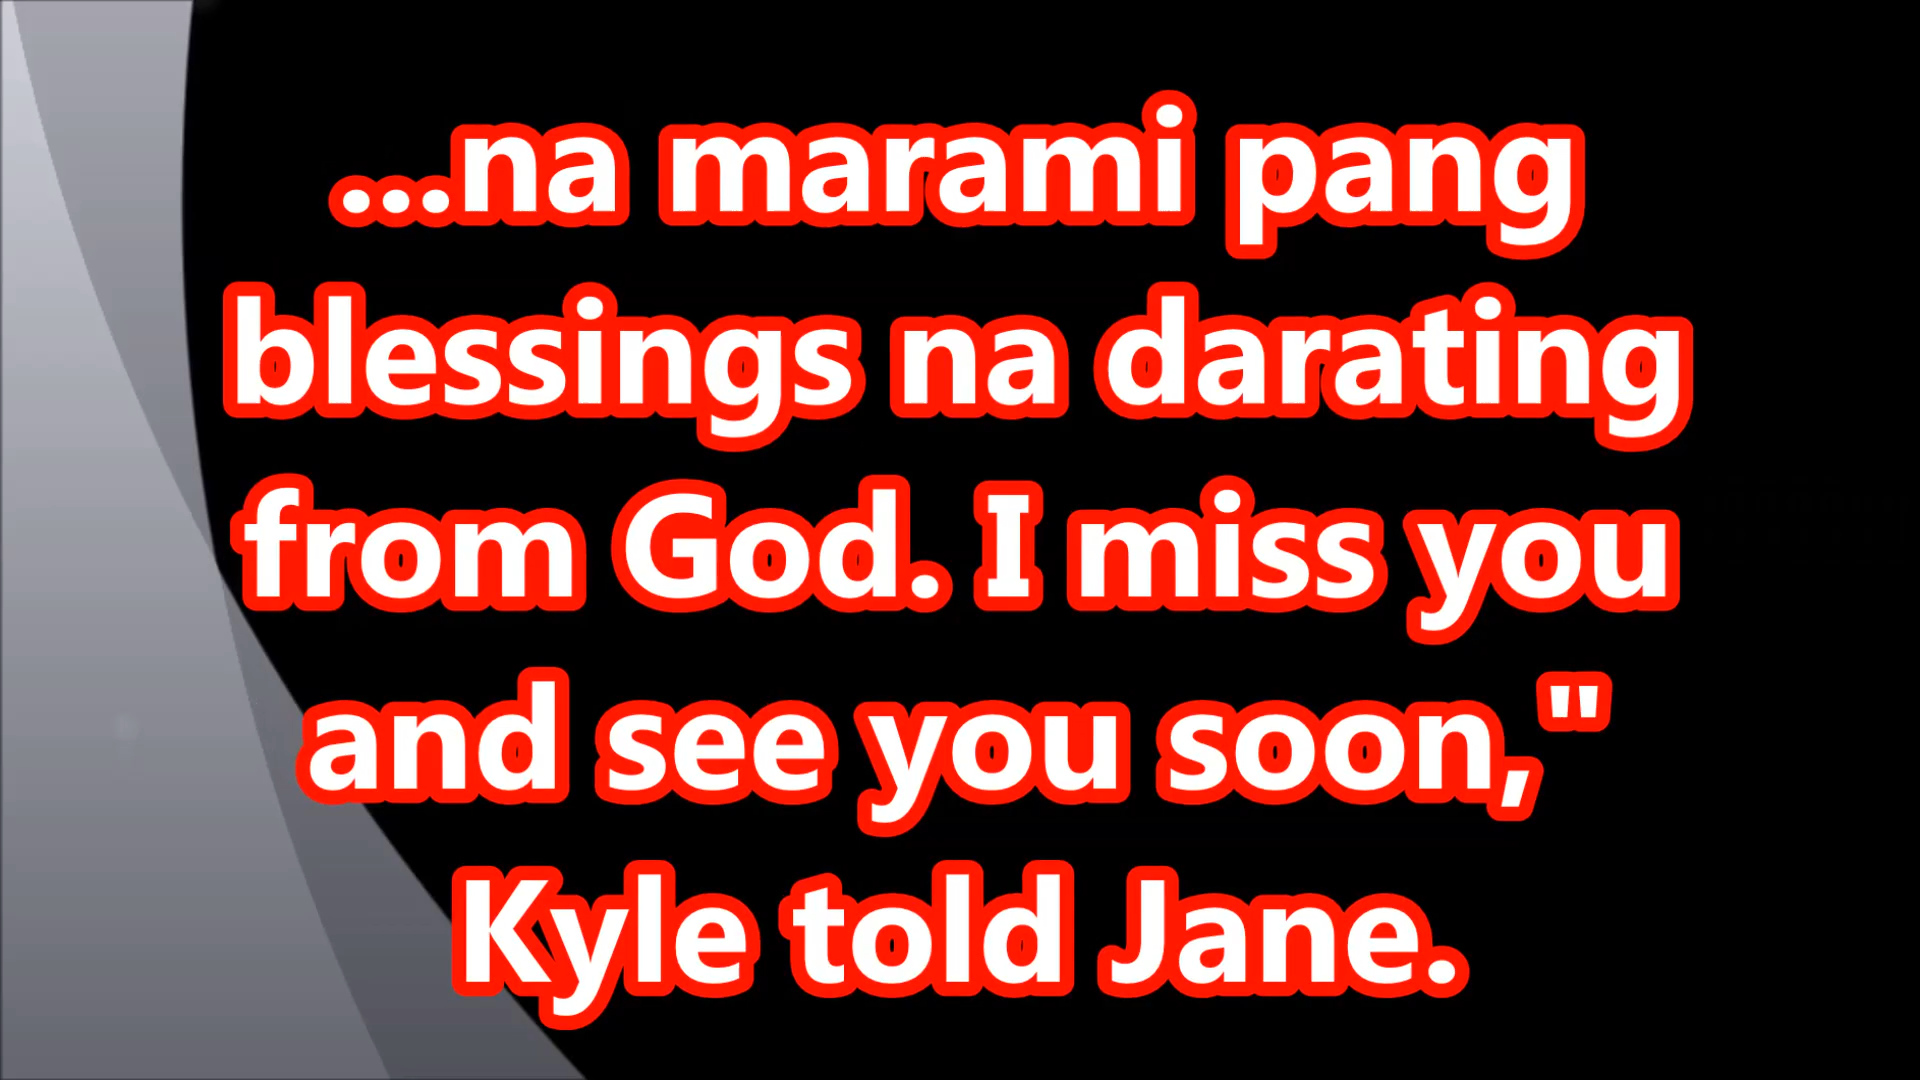 ...na marami pang
blessings na darating
from God. I miss you
and see you soon,"
Kyle told Jane.